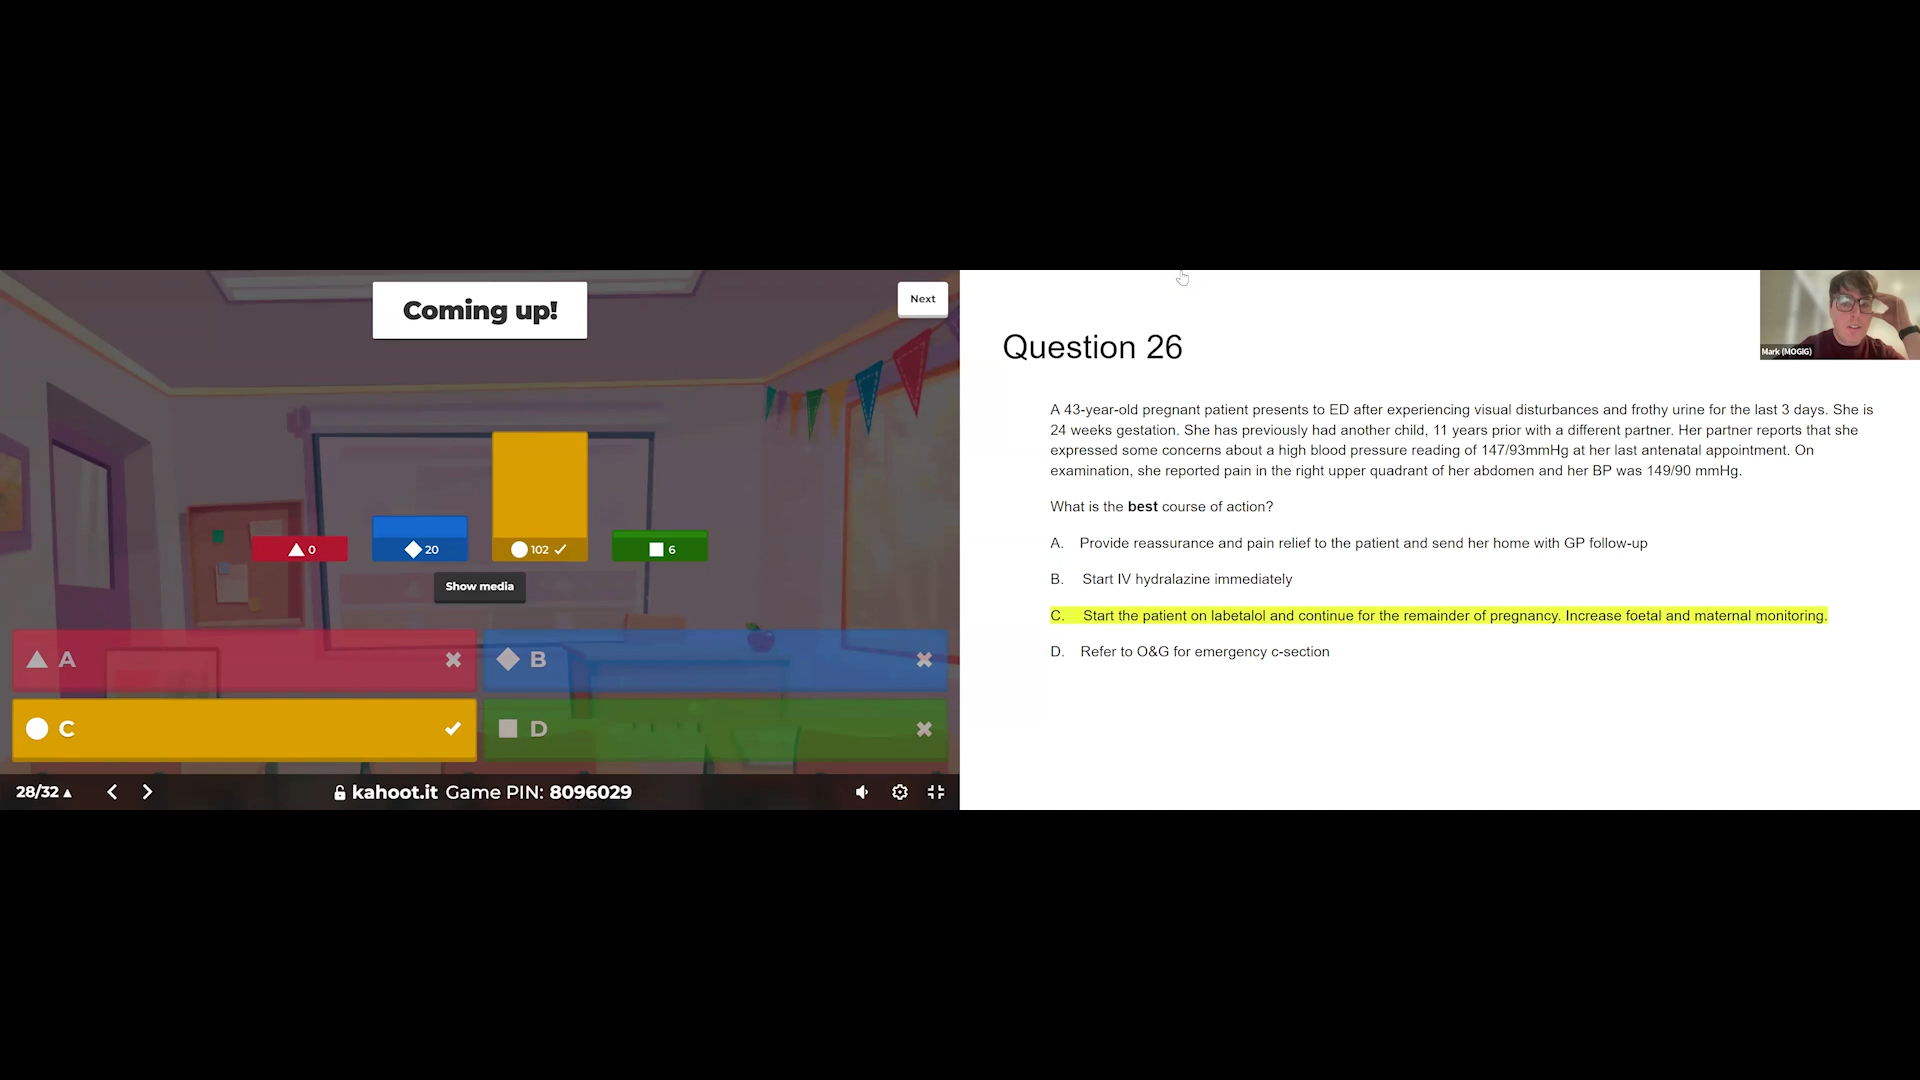 Coming up!
Next
0
20
102
6
Show media
A
B
C
D
28/32
kahoot.it Game PIN: 8096029
Mark (MOGIG)
Question 26
A 43-year-old pregnant patient presents to ED after experiencing visual disturbances and frothy urine for the last 3 days. She is
24 weeks gestation. She has previously had another child, 11 years prior with a different partner. Her partner reports that she
expressed some concerns about a high blood pressure reading of 147/93mmHg at her last antenatal appointment. On
examination, she reported pain in the right upper quadrant of her abdomen and her BP was 149/90 mmHg.
What is the best course of action?
A. Provide reassurance and pain relief to the patient and send her home with GP follow-up
B. Start IV hydralazine immediately
C. Start the patient on labetalol and continue for the remainder of pregnancy. Increase foetal and maternal monitoring.
D. Refer to O&G for emergency c-section